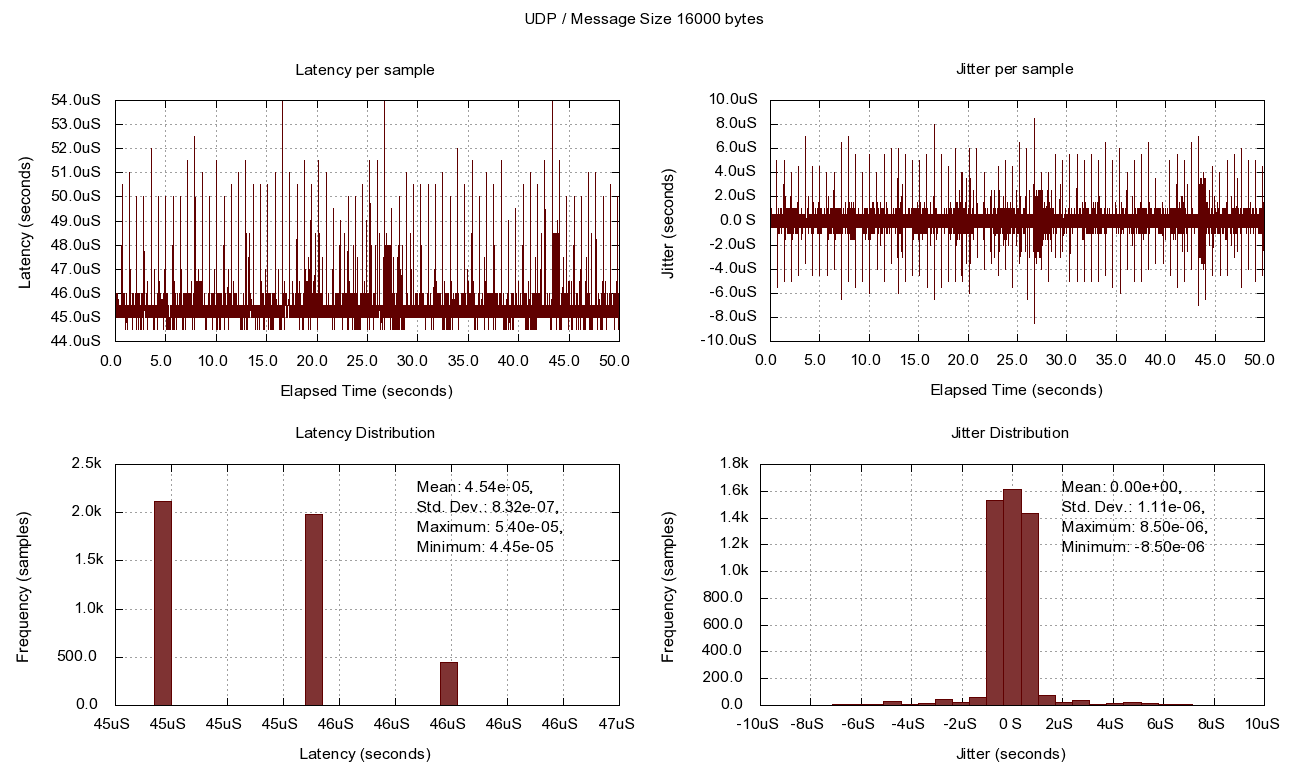 UDP / Message Size 16000 bytes
Latency per sample
54.0uS
53.0uS
52.0uS
51.0uS
50.0uS
49.0uS
48.0uS
47.0uS
46.0uS
45.0uS
44.0uS
Latency (seconds)
0.0 5.0 10.0 15.0 20.0 25.0 30.0 35.0 40.0 45.0 50.0
Elapsed Time (seconds)
Jitter per sample
10.0uS
8.0uS
6.0uS
4.0uS
2.0uS
0.0 S
-2.0uS
-4.0uS
-6.0uS
-8.0uS
-10.0uS
Jitter (seconds)
0.0 5.0 10.0 15.0 20.0 25.0 30.0 35.0 40.0 45.0 50.0
Elapsed Time (seconds)
Latency Distribution
2.5k
2.0k
1.5k
1.0k
500.0
0.0
Frequency (samples)
Mean: 4.54e-05,
Std. Dev.: 8.32e-07,
Maximum: 5.40e-05,
Minimum: 4.45e-05
45uS 45uS 45uS 45uS 46uS 46uS 46uS 46uS 46uS 47uS
Latency (seconds)
Jitter Distribution
1.8k
1.6k
1.4k
1.2k
1.0k
800.0
600.0
400.0
200.0
0.0
Frequency (samples)
Mean: 0.00e+00,
Std. Dev.: 1.11e-06,
Maximum: 8.50e-06,
Minimum: -8.50e-06
-10uS -8uS -6uS -4uS -2uS 0 S 2uS 4uS 6uS 8uS 10uS
Jitter (seconds)